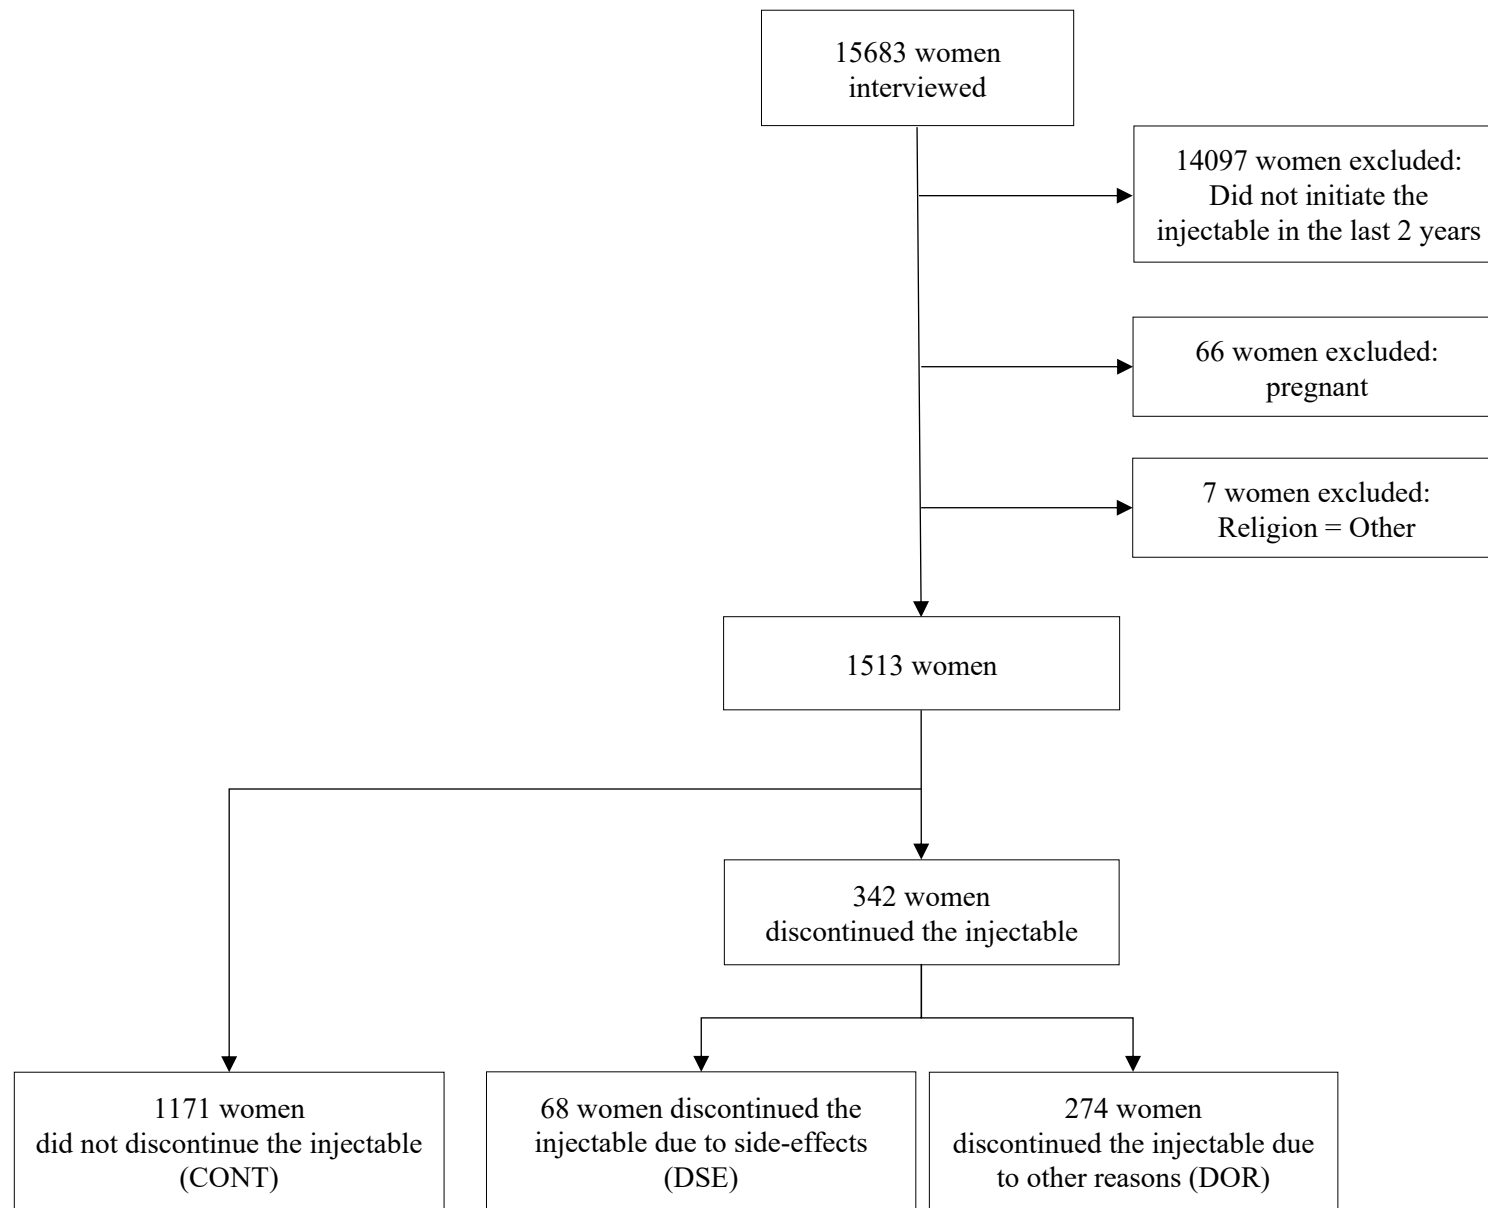 15683 women
interviewed
14097 women excluded:
Did not initiate the
injectable in the last 2 years
66 women excluded:
pregnant
7 women excluded:
Religion = Other
1513 women
342 women
discontinued the injectable
1171 women
did not discontinue the injectable
(CONT)
68 women discontinued the
injectable due to side-effects
(DSE)
274 women
discontinued the injectable due
to other reasons (DOR)